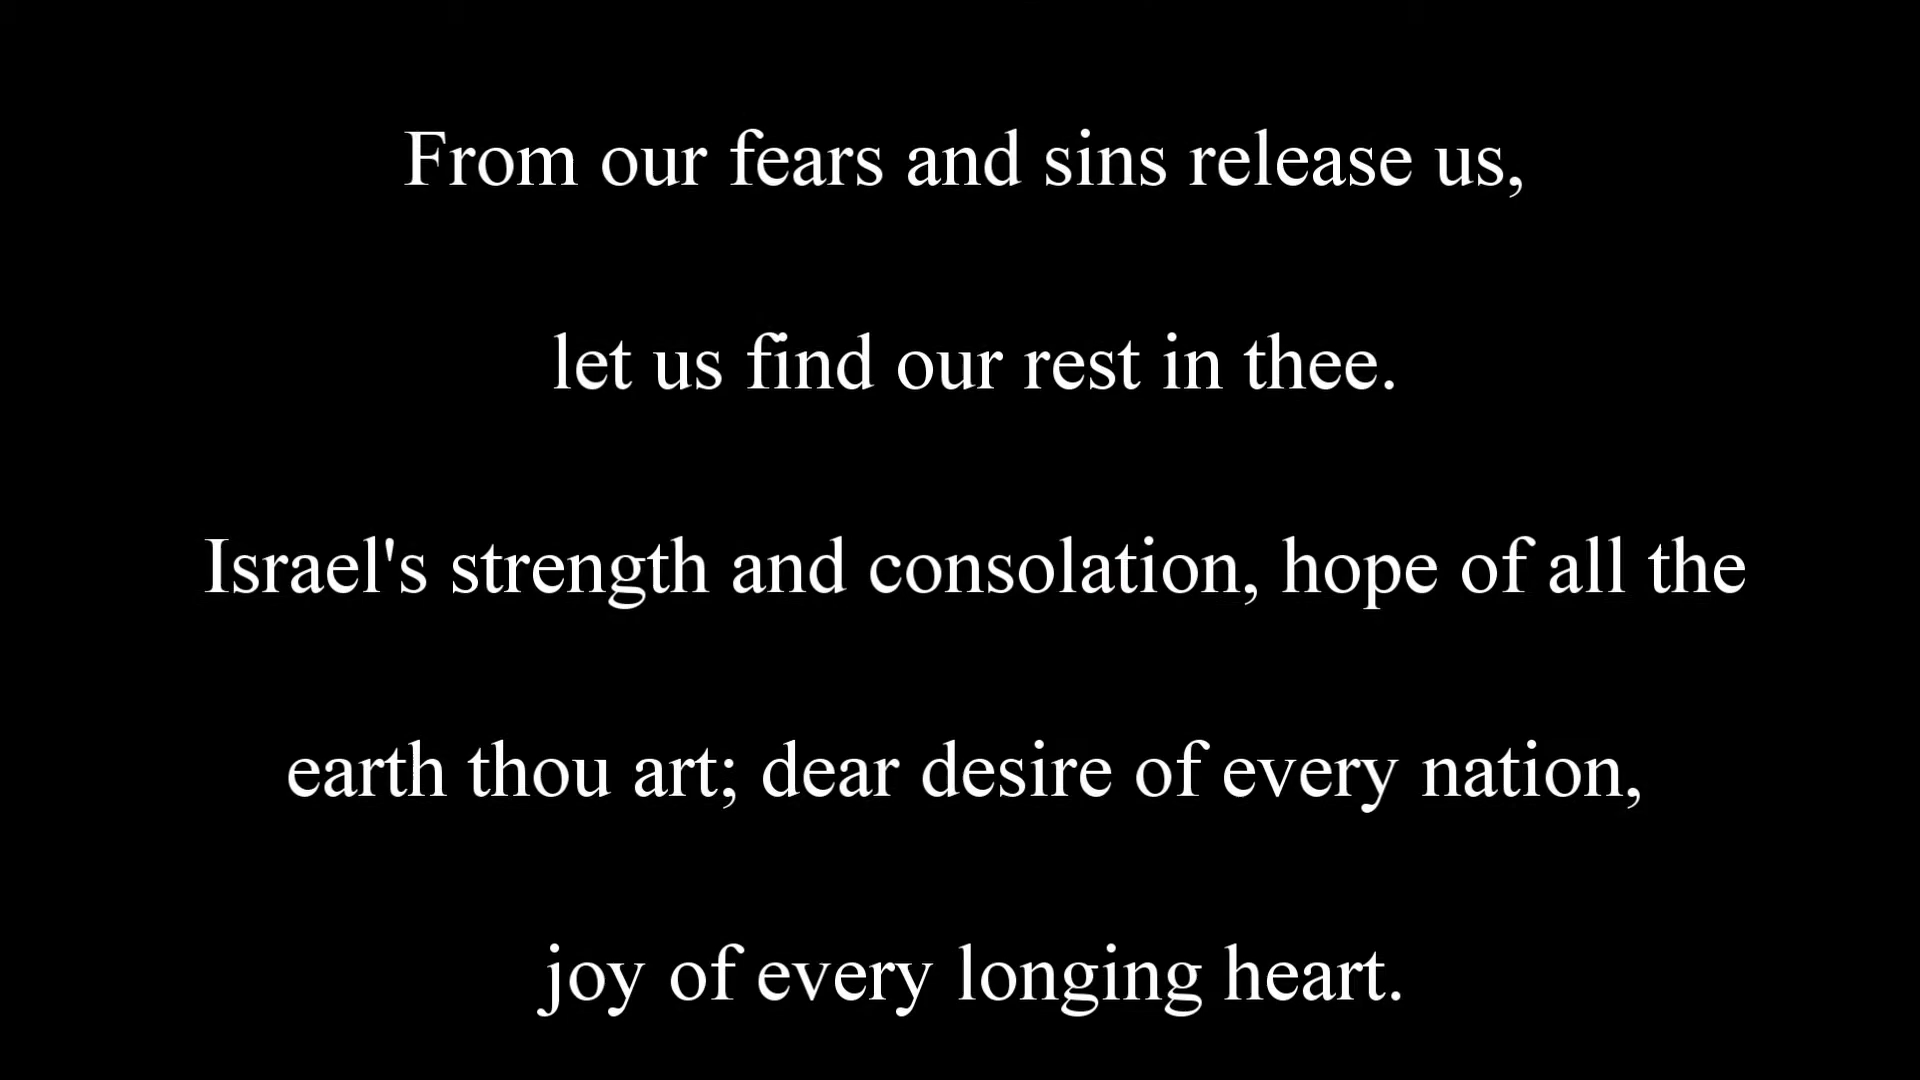 From our fears and sins release us,
let us find our rest in thee.
Israel's strength and consolation, hope of all the
earth thou art; dear desire of every nation,
joy of every longing heart.